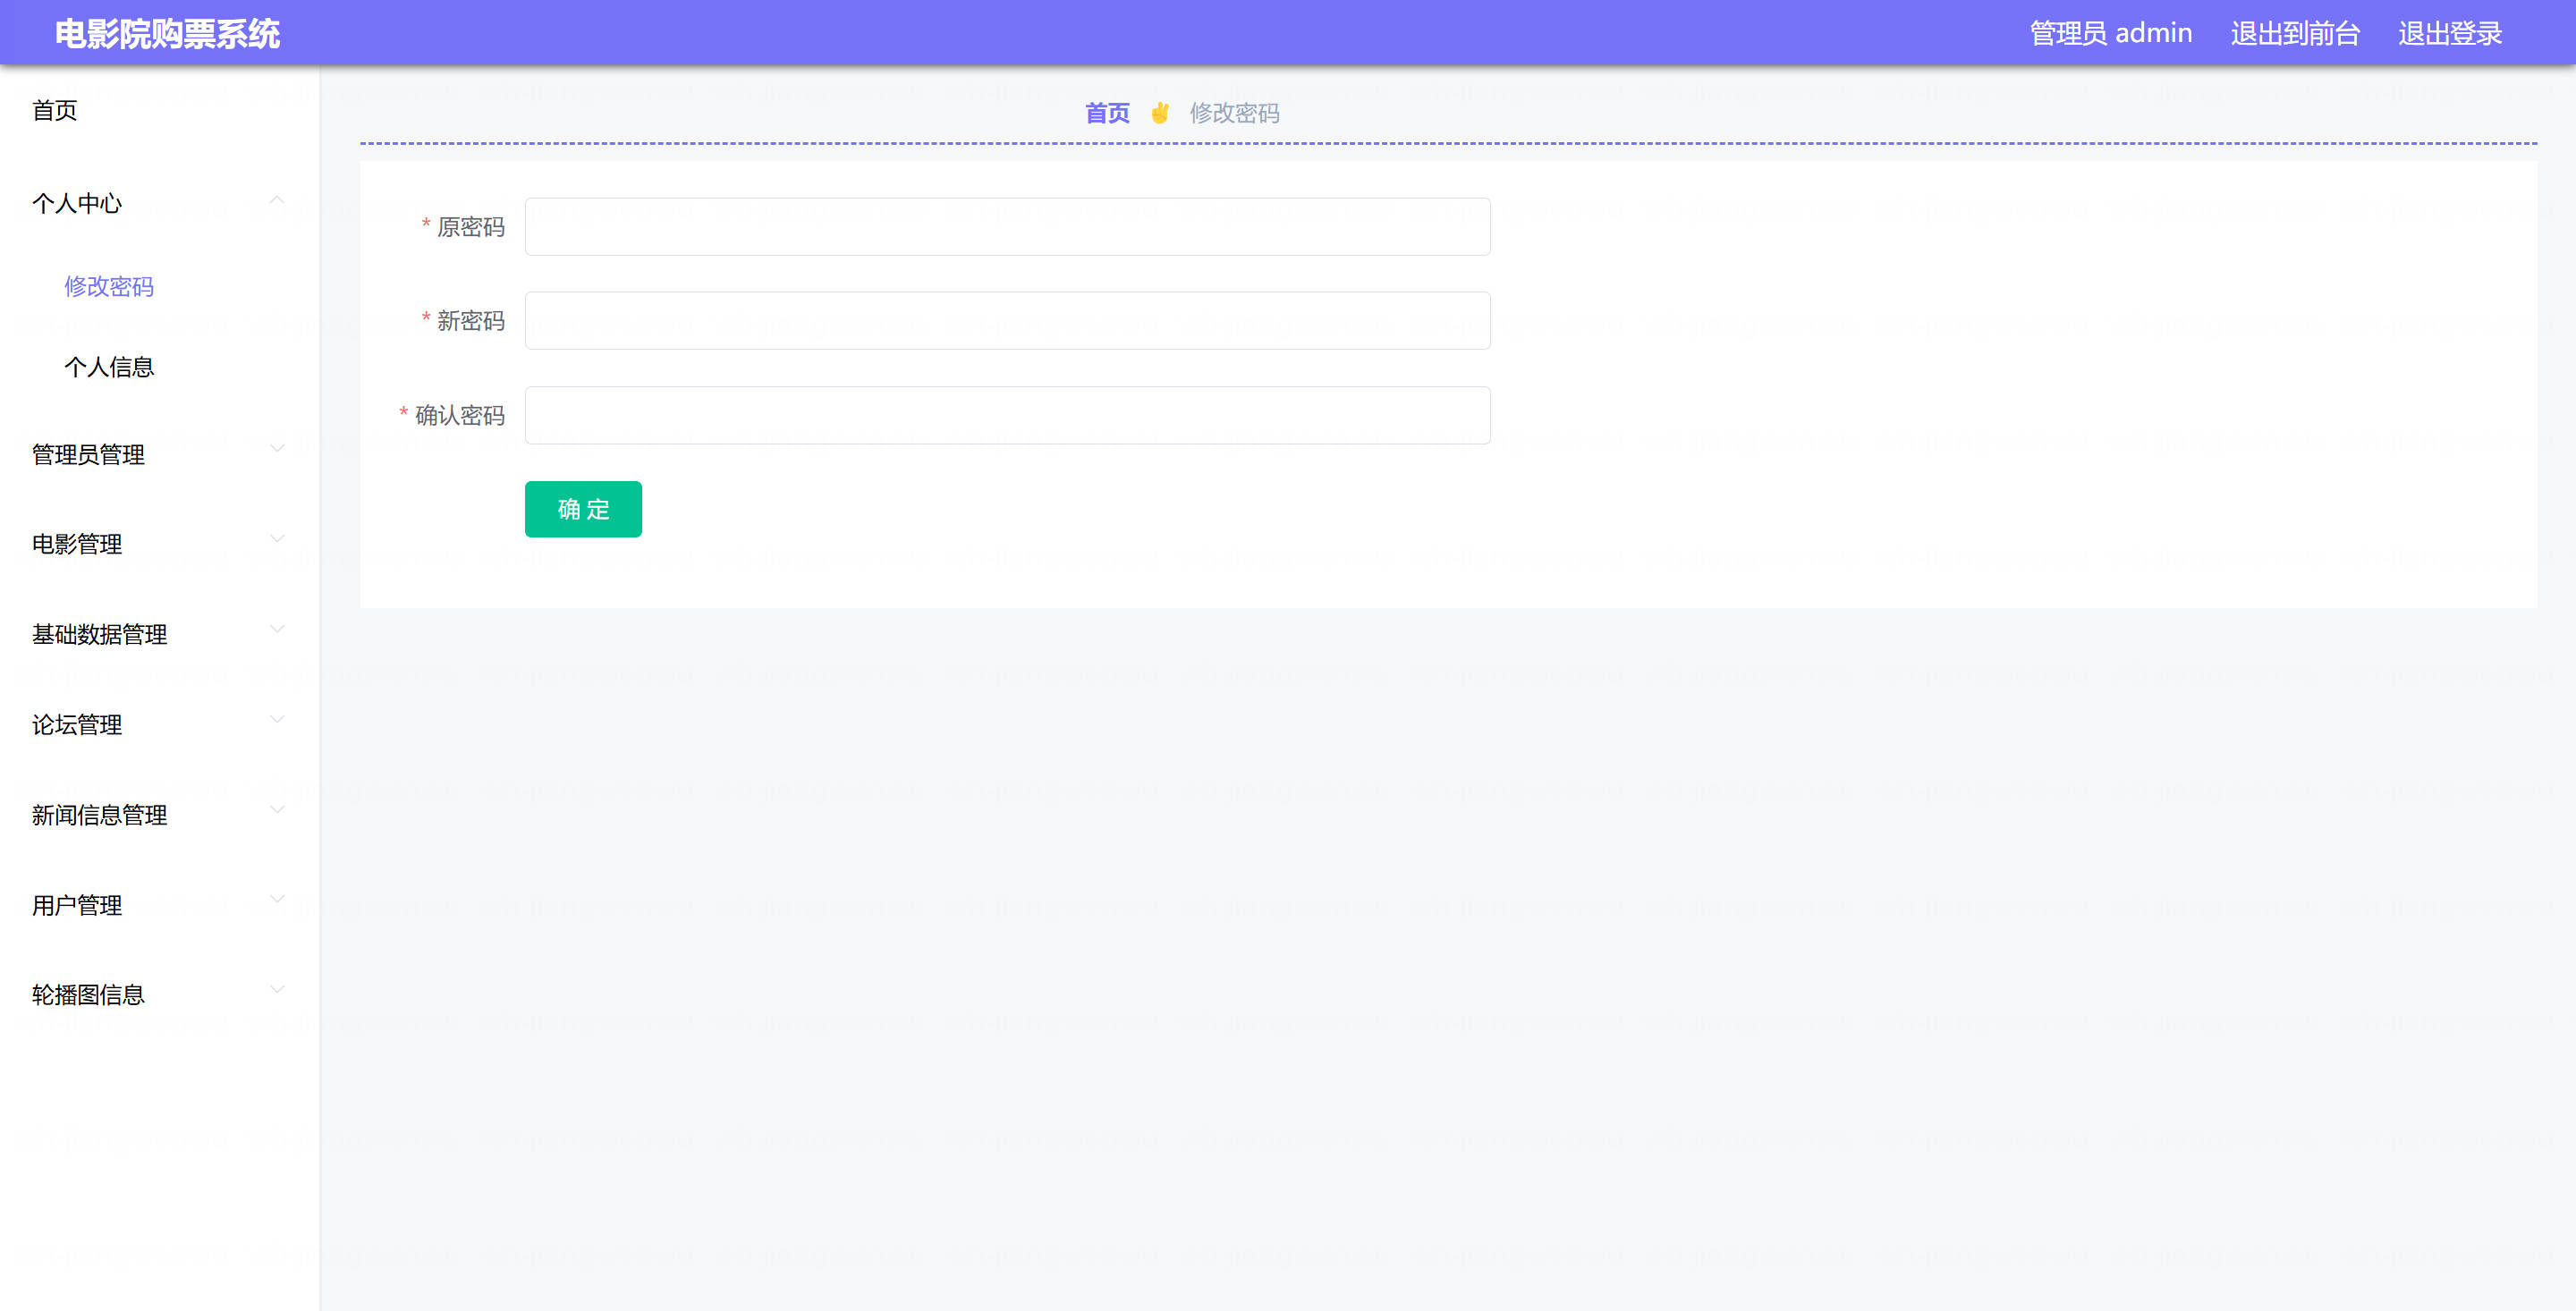 电影院购票系统
管理员 admin
退出到前台
退出登录
首页
个人中心
修改密码
个人信息
管理员管理
电影管理
基础数据管理
论坛管理
新闻信息管理
用户管理
轮播图信息
首页 ✌ 修改密码
* 原密码
* 新密码
* 确认密码
确 定